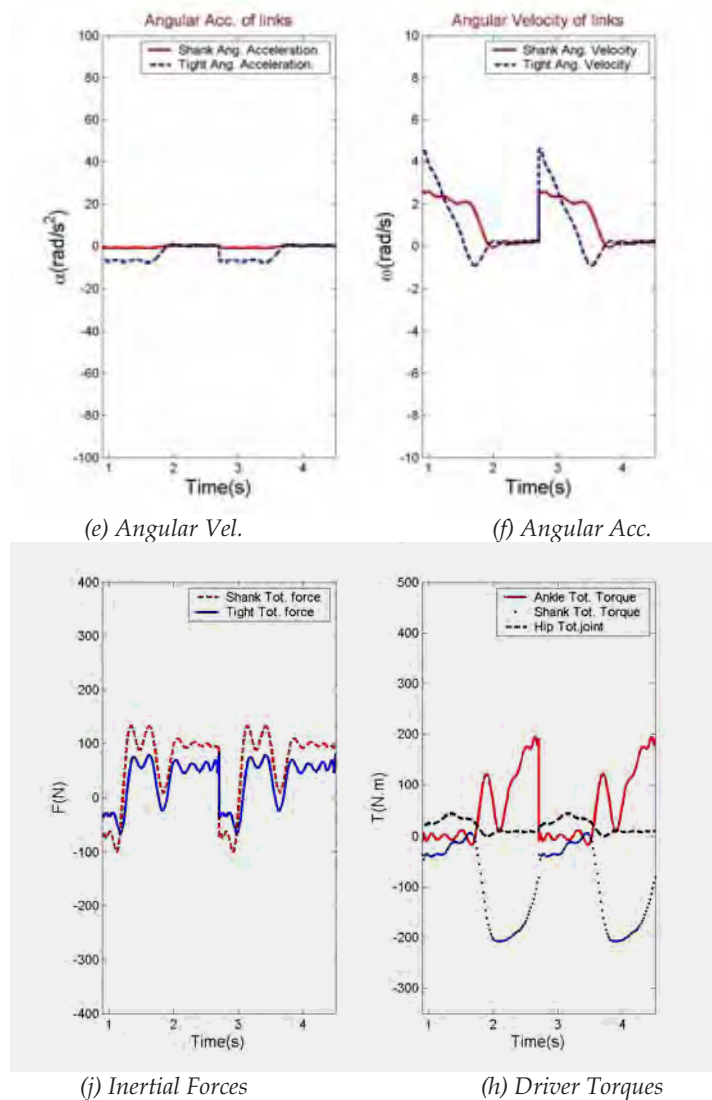 Angular Acc. of links
Shank Ang. Acceleration
Tight Ang. Acceleration
100
80
60
40
20
0
-20
-40
-60
-80
-100
α(rad/s²)
1 2 3 4
Time(s)
(e) Angular Vel.
Angular Velocity of links
Shank Ang. Velocity
Tight Ang. Velocity
10
8
6
4
2
0
-2
-4
-6
-8
-10
ω(rad/s)
1 2 3 4
Time(s)
(f) Angular Acc.
Shank Tot. force
Tight Tot. force
400
300
200
100
0
-100
-200
-300
-400
F(N)
1 2 3 4
Time(s)
(j) Inertial Forces
Ankle Tot. Torque
Shank Tot. Torque
Hip Tot.joint
500
400
300
200
100
0
-100
-200
-300
T(N.m)
1 2 3 4
Time(s)
(h) Driver Torques